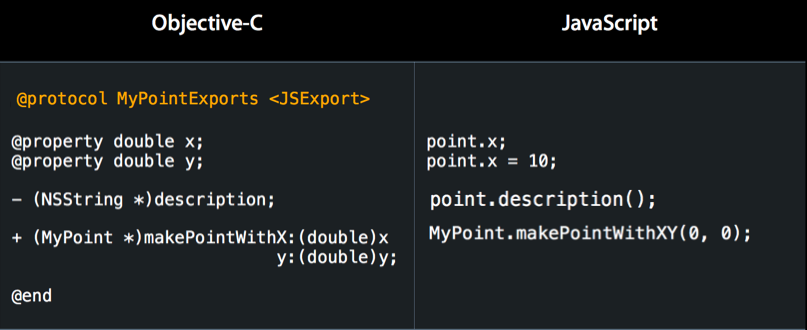 Objective-C
JavaScript
@protocol MyPointExports <JSExport>
@property double x;
@property double y;
- (NSString *)description;
+ (MyPoint *)makePointWithX:(double)x
y:(double)y;
@end
point.x;
point.x = 10;
point.description();
MyPoint.makePointWithXY(0, 0);